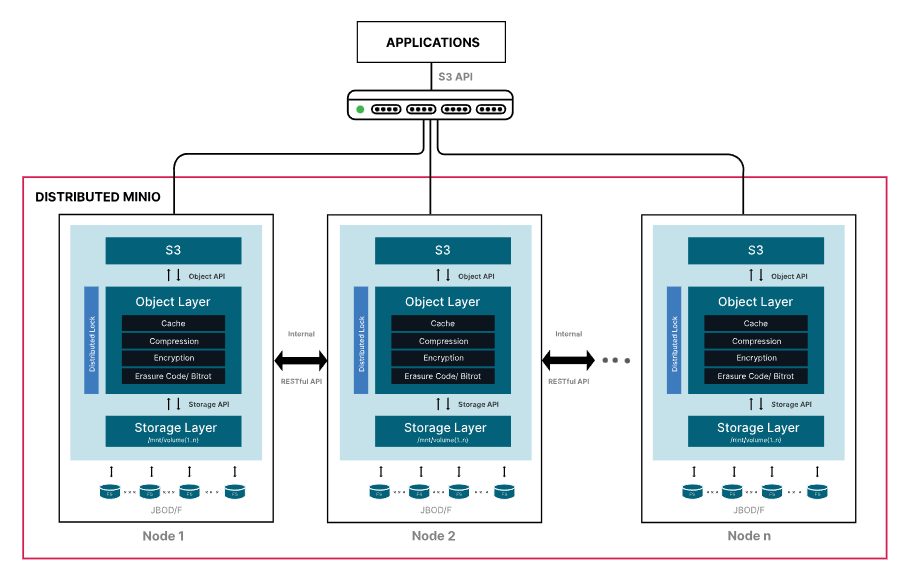 APPLICATIONS
S3 API
DISTRIBUTED MINIO
S3
Object API
Distributed Lock
Object Layer
Cache
Compression
Encryption
Erasure Code/ Bitrot
Storage API
Storage Layer
/mnt/volume(1..n)
FS FS FS FS
JBOD/F
Node 1
Internal
RESTful API
S3
Object API
Distributed Lock
Object Layer
Cache
Compression
Encryption
Erasure Code/ Bitrot
Storage API
Storage Layer
/mnt/volume(1..n)
FS FS FS FS
JBOD/F
Node 2
Internal
RESTful API
S3
Object API
Distributed Lock
Object Layer
Cache
Compression
Encryption
Erasure Code/ Bitrot
Storage API
Storage Layer
/mnt/volume(1..n)
FS FS FS FS
JBOD/F
Node n